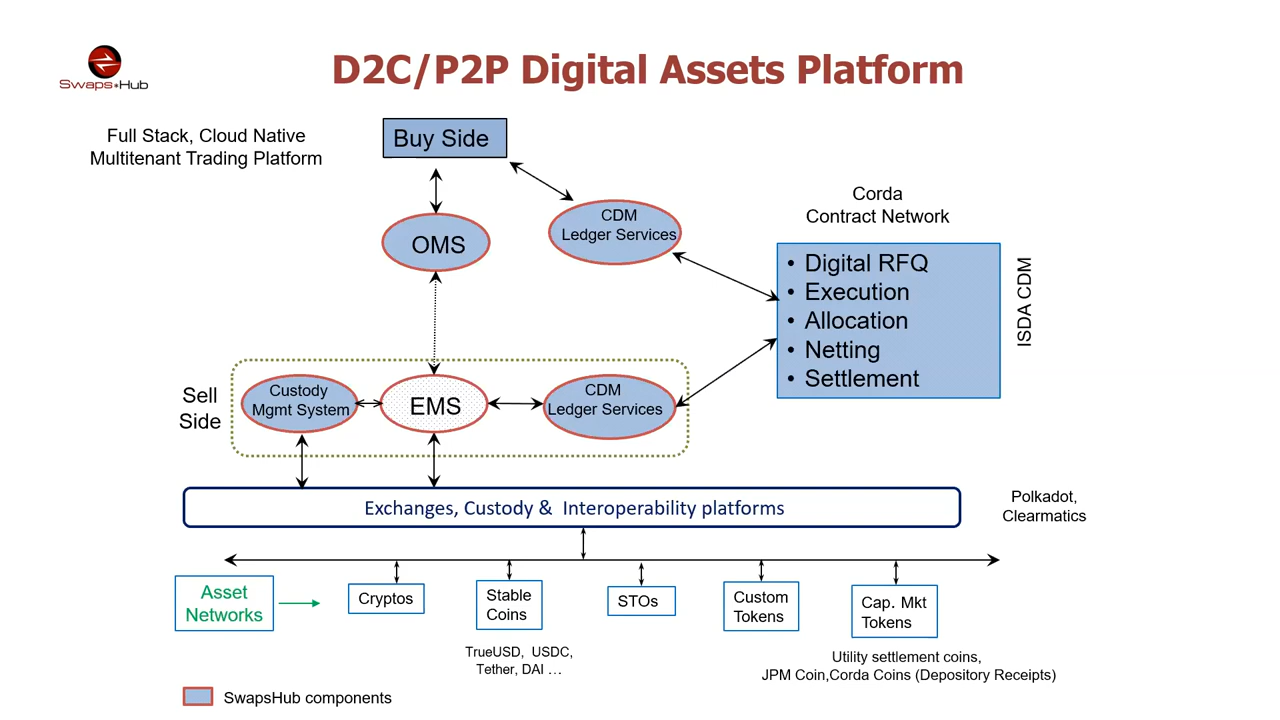 SwapsHub
D2C/P2P Digital Assets Platform
Full Stack, Cloud Native
Multitenant Trading Platform
Buy Side
OMS
CDM
Ledger Services
Corda
Contract Network
• Digital RFQ
• Execution
• Allocation
• Netting
• Settlement
ISDA CDM
Sell
Side
Custody
Mgmt System
EMS
CDM
Ledger Services
Exchanges, Custody & Interoperability platforms
Polkadot,
Clearmatics
Asset
Networks
Cryptos
Stable
Coins
STOs
Custom
Tokens
Cap. Mkt
Tokens
TrueUSD, USDC,
Tether, DAI …
Utility settlement coins,
JPM Coin,Corda Coins (Depository Receipts)
SwapsHub components